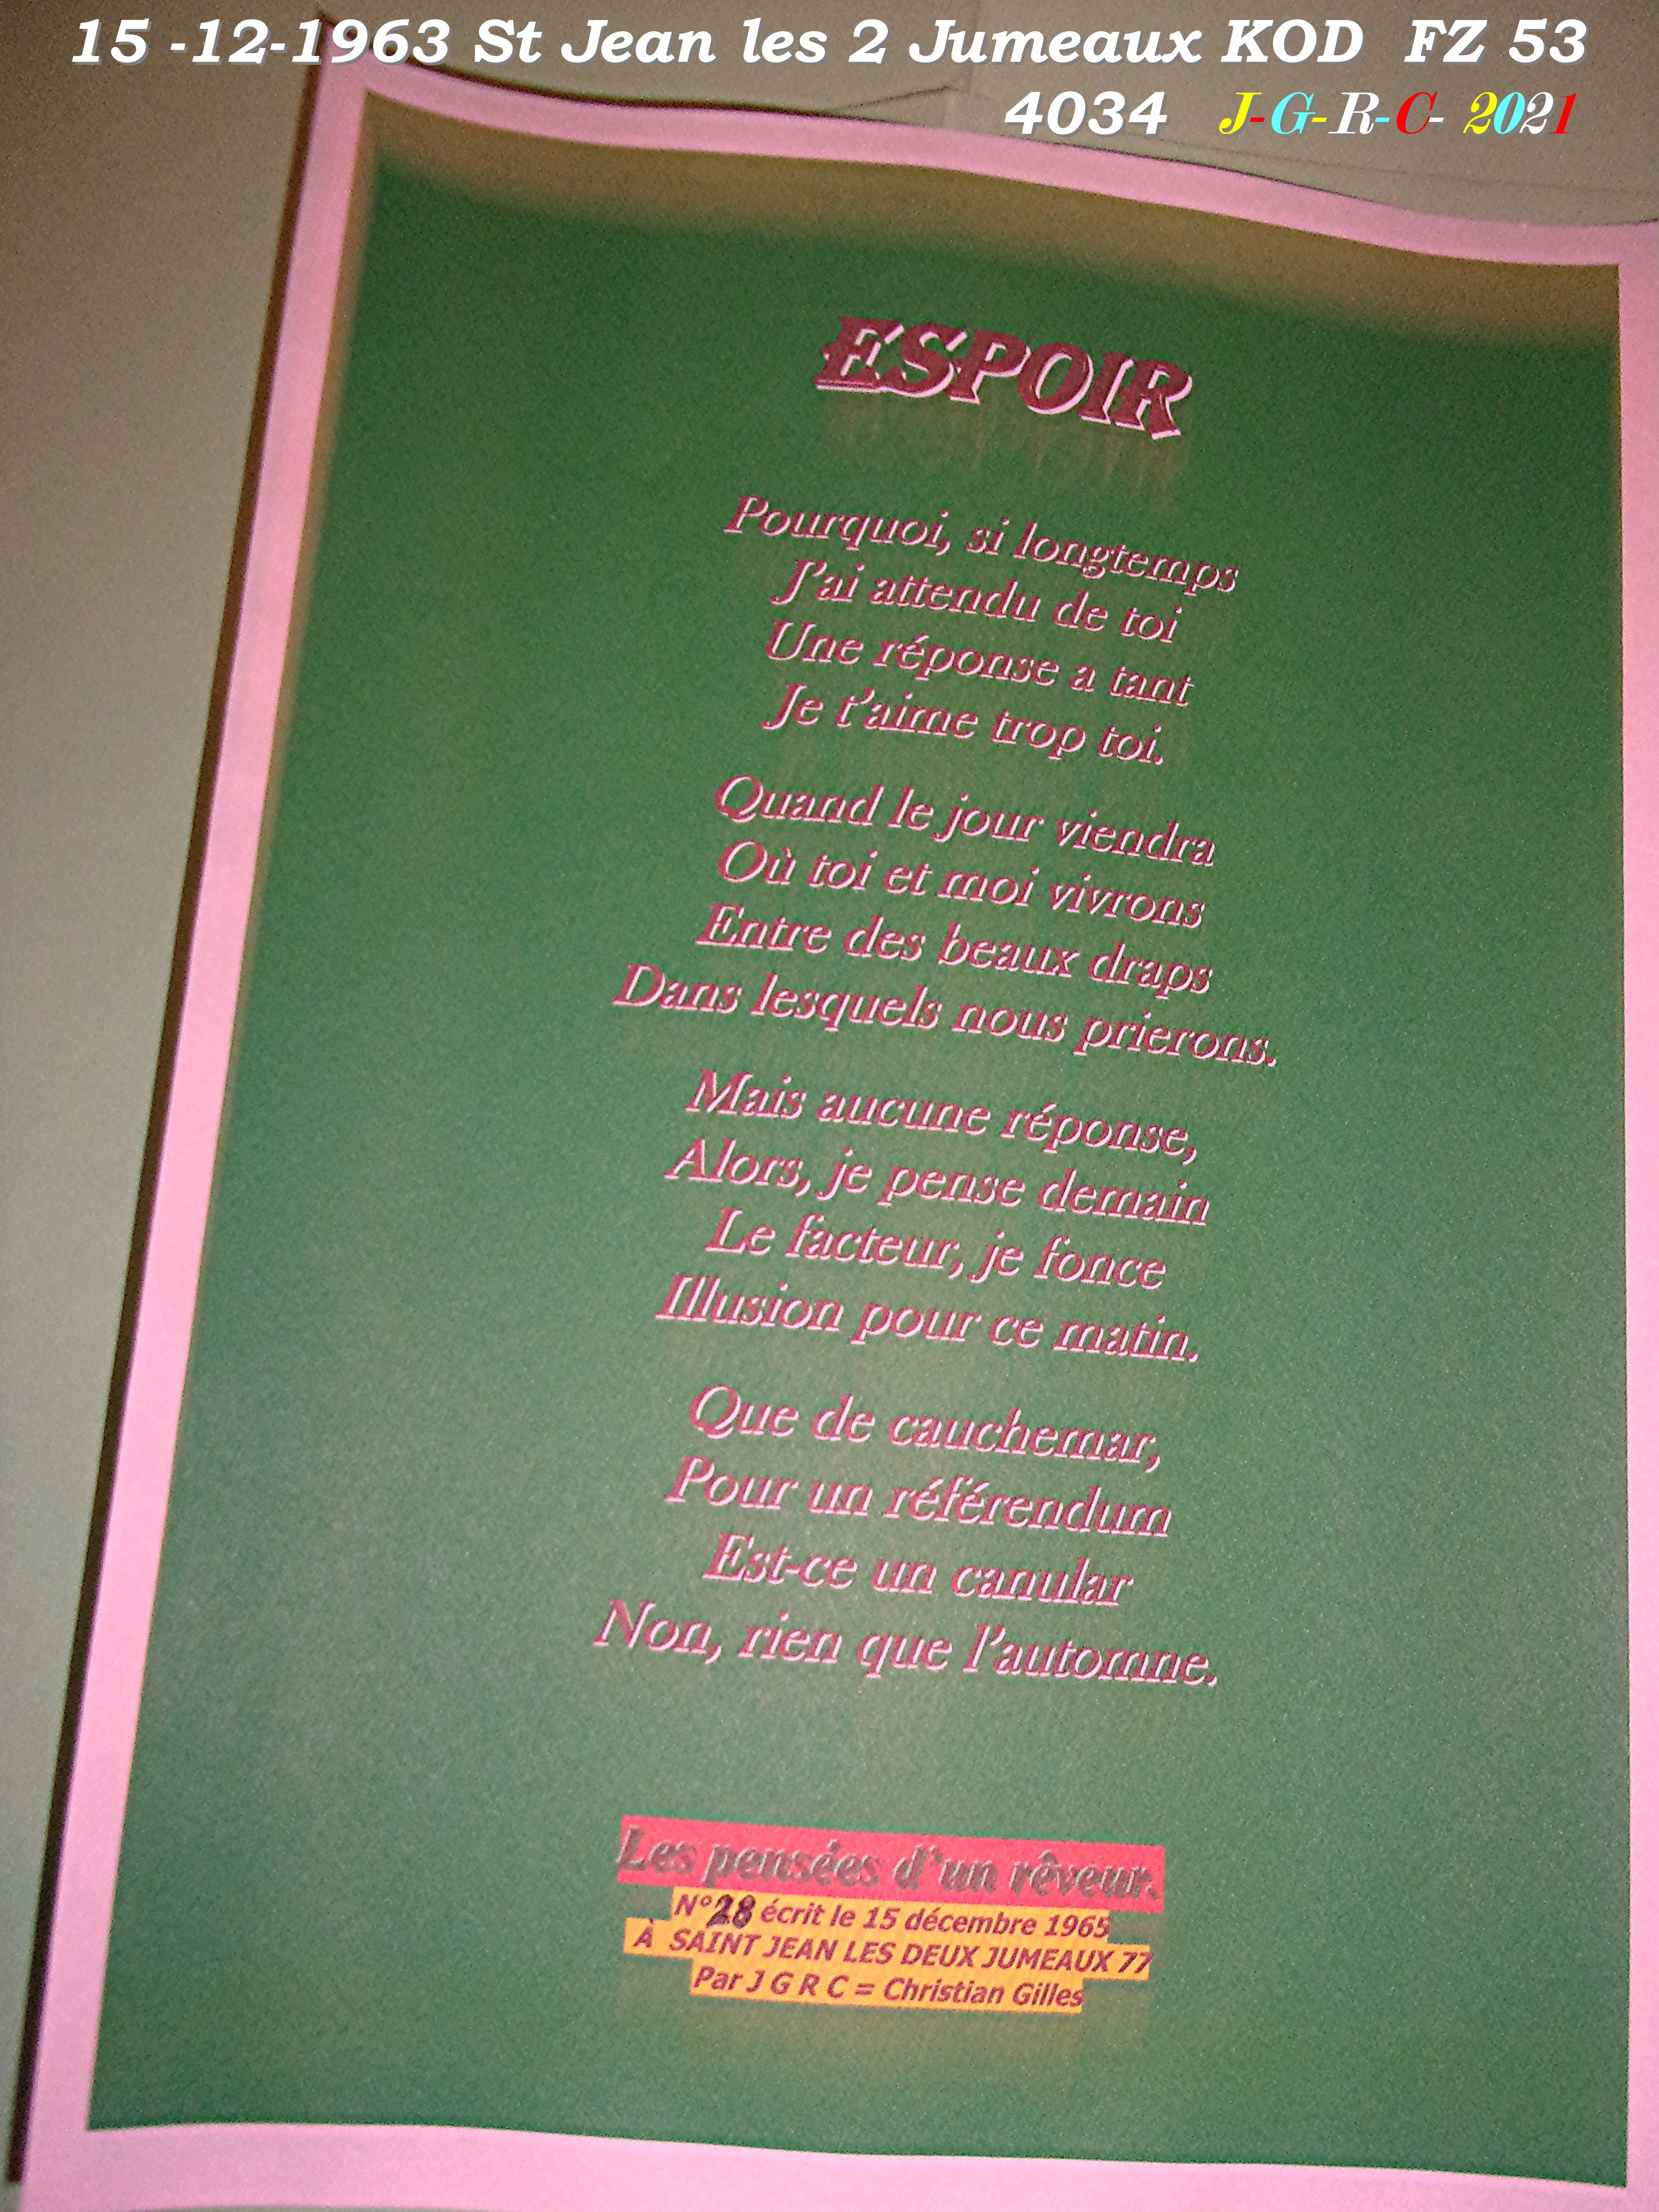 15 -12-1963 St Jean les 2 Jumeaux KOD FZ 53
4034 J-G-R-C- 2021
ESPOIR
Pourquoi, si longtemps
J'ai attendu de toi
Une réponse a tant
Je t'aime trop toi.
Quand le jour viendra
Où toi et moi vivrons
Entre des beaux draps
Dans lesquels nous prierons.
Mais aucune réponse,
Alors, je pense demain
Le facteur, je fonce
Illusion pour ce matin.
Que de cauchemar,
Pour un référendum
Est-ce un canular
Non, rien que l'automne.
Les pensées d'un rêveur.
N°28 écrit le 15 décembre 1965
À SAINT JEAN LES DEUX JUMEAUX 77
Par J G R C = Christian Gilles